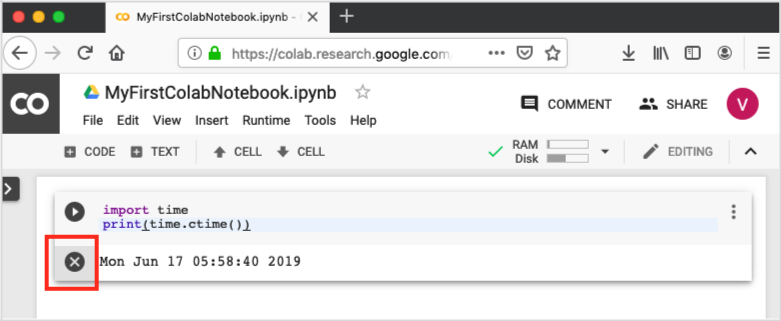 MyFirstColabNotebook.ipynb -
https://colab.research.google.com
MyFirstColabNotebook.ipynb
COMMENT
SHARE
V
File Edit View Insert Runtime Tools Help
CODE TEXT CELL CELL
RAM
Disk
EDITING
import time
print(time.ctime())
Mon Jun 17 05:58:40 2019